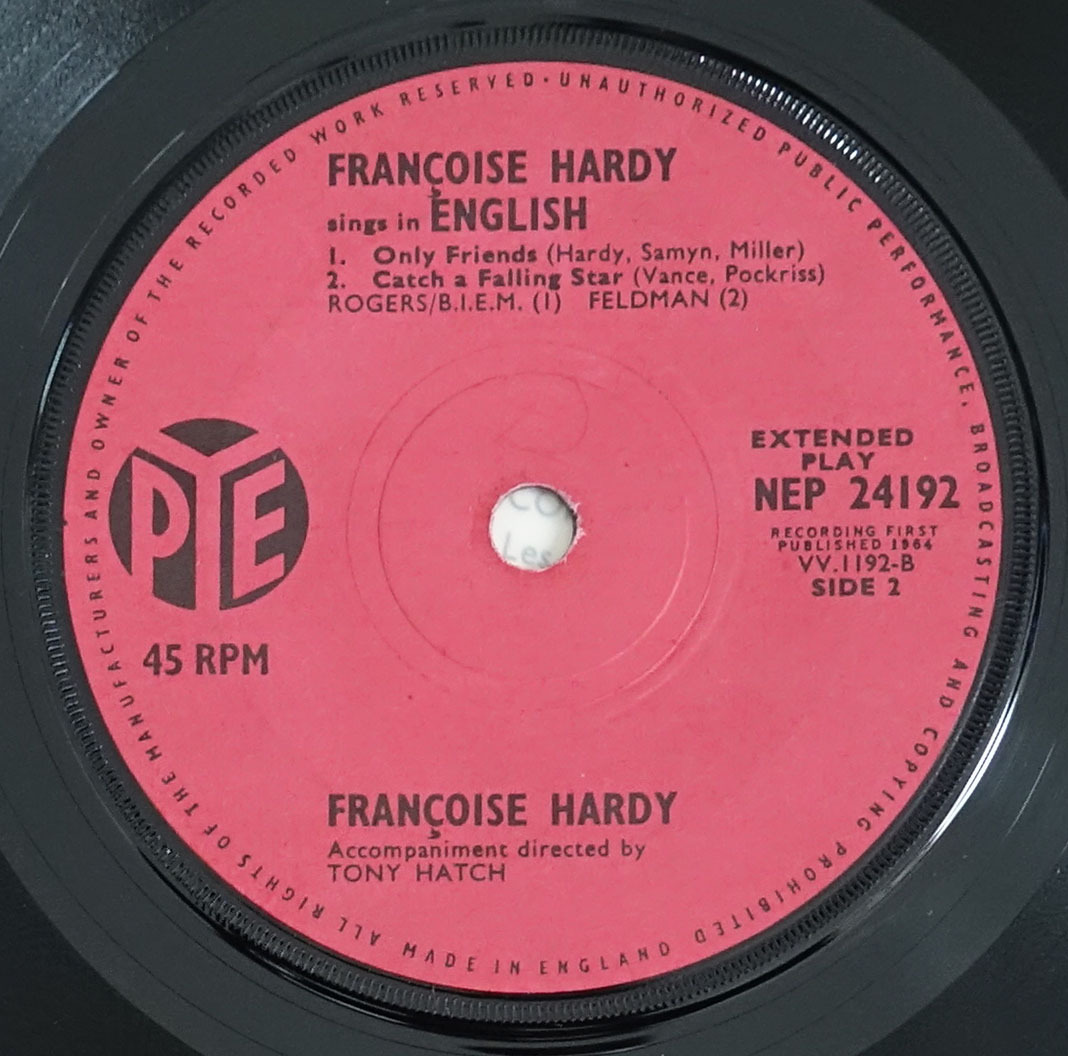 FRANÇOISE HARDY
sings in ENGLISH
1. Only Friends (Hardy, Samyn, Miller)
2. Catch a Falling Star (Vance, Pockriss)
ROGERS/B.I.E.M. (1) FELDMAN (2)
PYE
45 RPM
EXTENDED
PLAY
NEP 24192
RECORDING FIRST
PUBLISHED 1964
VV.1192-B
SIDE 2
CO
Les
FRANÇOISE HARDY
Accompaniment directed by
TONY HATCH
ALL RIGHTS OF THE MANUFACTURERS AND OWNER OF THE RECORDED WORK RESERVED · UNAUTHORIZED PUBLIC PERFORMANCE, BROADCASTING AND COPYING PROHIBITED
MADE IN ENGLAND